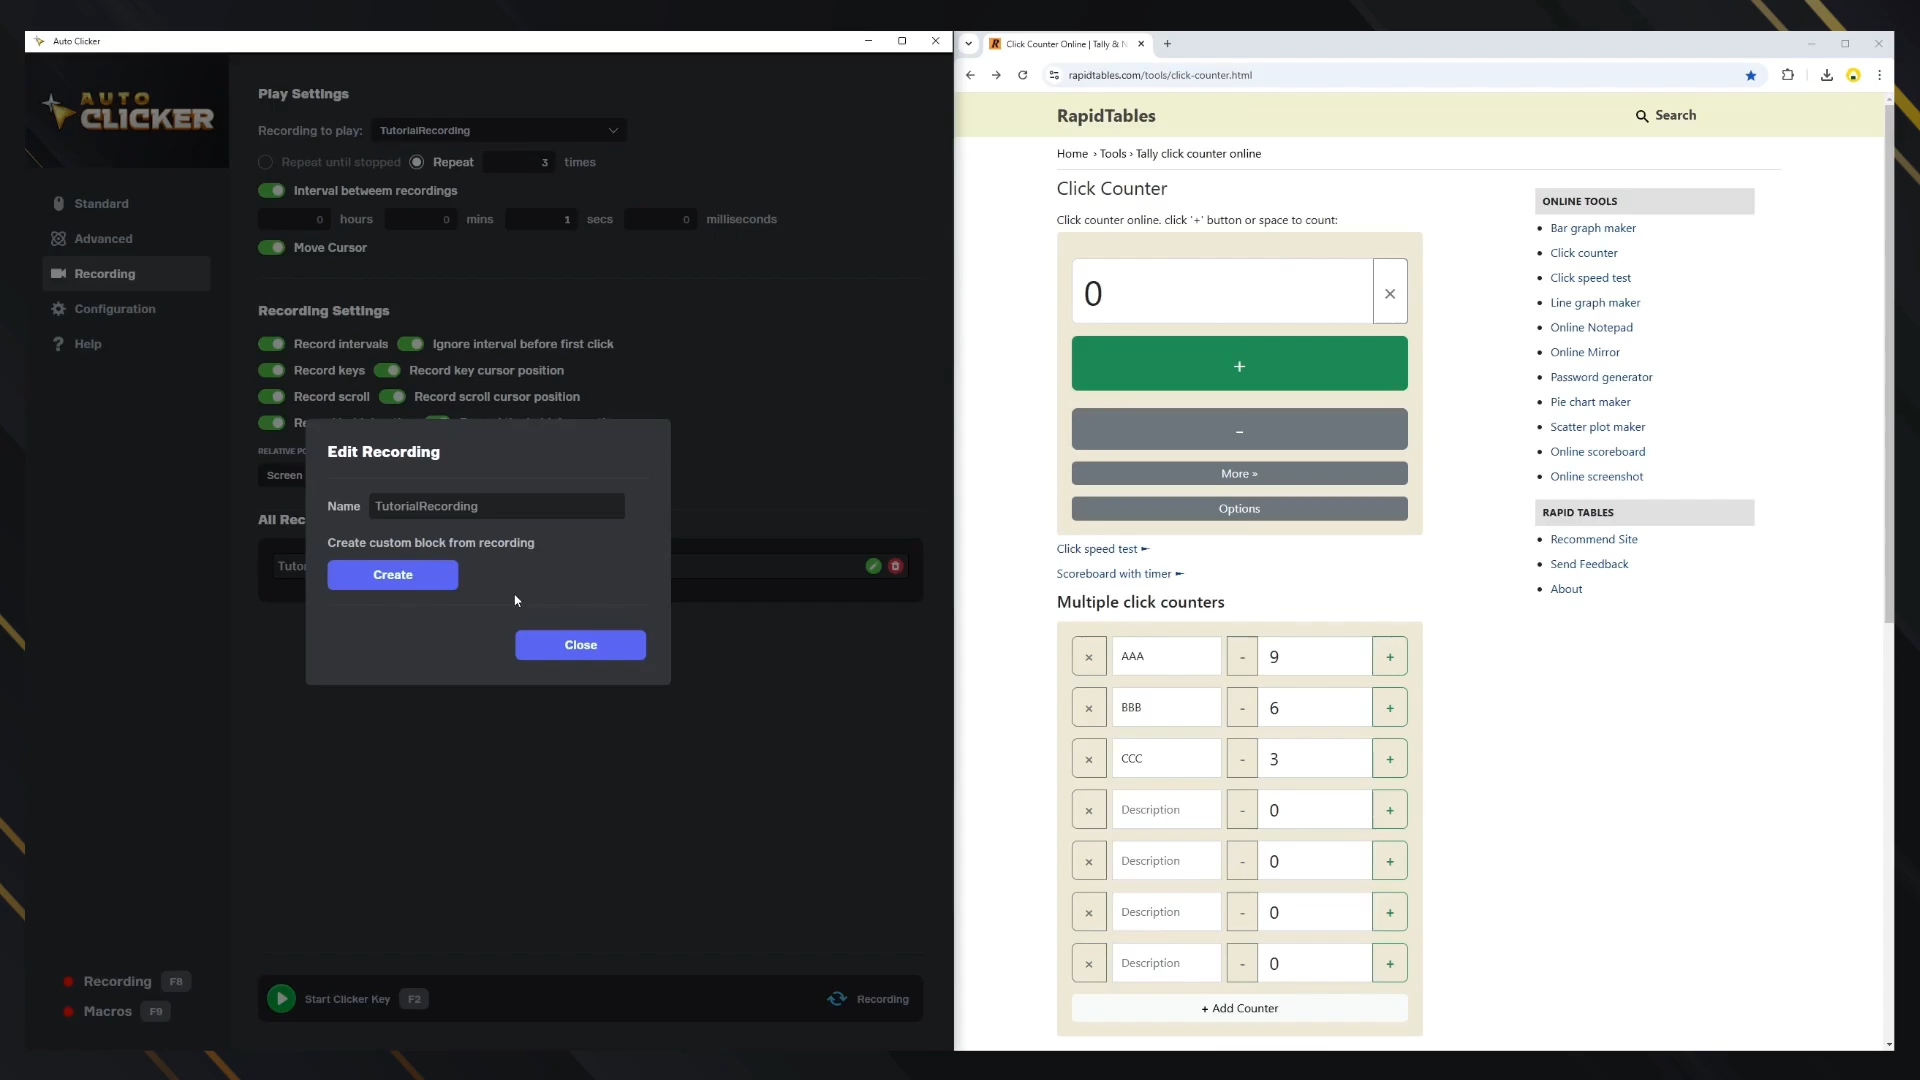 Auto Clicker
AUTO
CLICKER
Standard
Advanced
Recording
Configuration
Help
Recording F8
Macros F9
Play Settings
Recording to play: TutorialRecording
Repeat until stopped Repeat 3 times
Interval betweem recordings
0 hours 0 mins 1 secs 0 milliseconds
Move Cursor
Recording Settings
Record intervals Ignore interval before first click
Record keys Record key cursor position
Record scroll Record scroll cursor position
RELATIVE PO
Screen
All Rec
Tutor
Edit Recording
Name TutorialRecording
Create custom block from recording
Create
Close
Start Clicker Key F2
Recording
Click Counter Online | Tally & N
rapidtables.com/tools/click-counter.html
RapidTables
Search
Home › Tools › Tally click counter online
Click Counter
Click counter online. click '+' button or space to count:
0 ×
+
-
More »
Options
Click speed test ►
Scoreboard with timer ►
Multiple click counters
× AAA - 9 +
× BBB - 6 +
× CCC - 3 +
× Description - 0 +
× Description - 0 +
× Description - 0 +
× Description - 0 +
+ Add Counter
ONLINE TOOLS
Bar graph maker
Click counter
Click speed test
Line graph maker
Online Notepad
Online Mirror
Password generator
Pie chart maker
Scatter plot maker
Online scoreboard
Online screenshot
RAPID TABLES
Recommend Site
Send Feedback
About